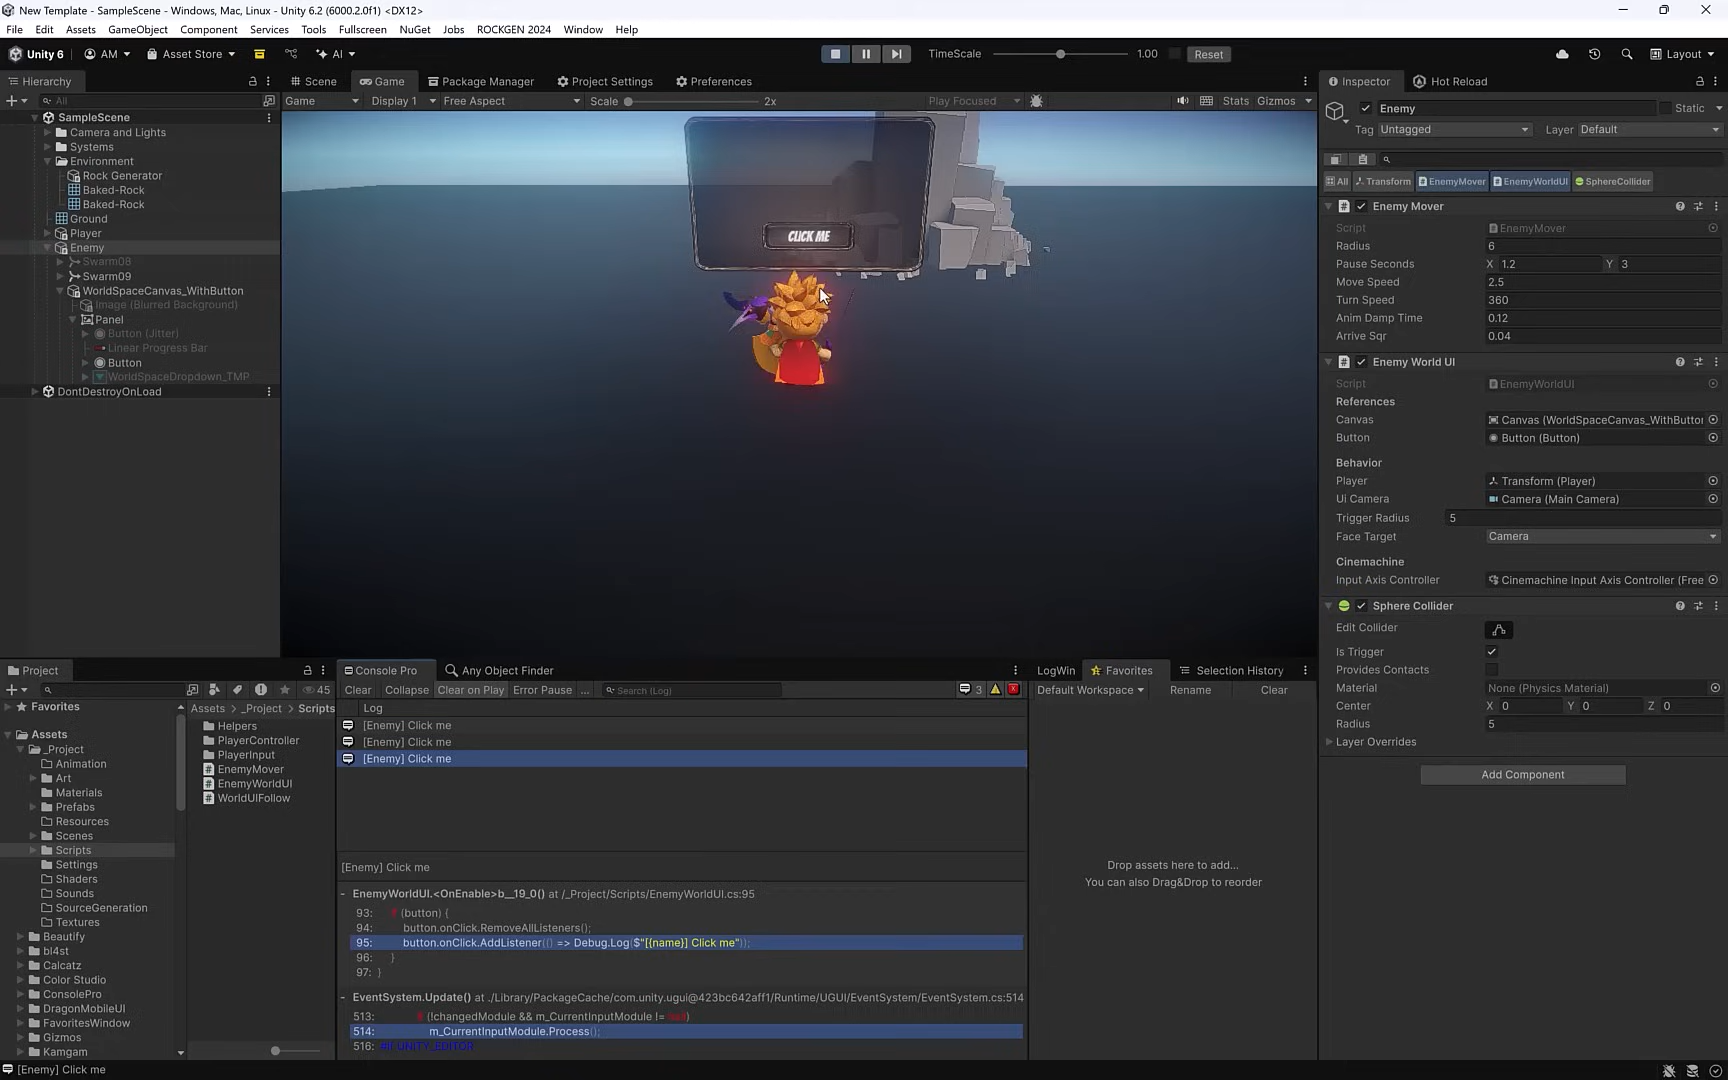 New Template - SampleScene - Windows, Mac, Linux - Unity 6.2 (6000.2.0f1) <DX12>
File Edit Assets GameObject Component Services Tools Fullscreen NuGet Jobs ROCKGEN 2024 Window Help
Unity 6 AM Asset Store AI TimeScale 1.00 Reset Layout
Hierarchy Scene Game Package Manager Project Settings Preferences Inspector Hot Reload
All Game Display 1 Free Aspect Scale 2x Play Focused Stats Gizmos
SampleScene
Camera and Lights
Systems
Environment
Rock Generator
Baked-Rock
Baked-Rock
Ground
Player
Enemy
Swarm08
Swarm09
WorldSpaceCanvas_WithButton
Image (Blurred Background)
Panel
Button (Jitter)
Linear Progress Bar
Button
WorldSpaceDropdown_TMP
DontDestroyOnLoad
CLICK ME
Enemy Static
Tag Untagged Layer Default
All Transform EnemyMover EnemyWorldUI SphereCollider
Enemy Mover
Script EnemyMover
Radius 6
Pause Seconds X 1.2 Y 3
Move Speed 2.5
Turn Speed 360
Anim Damp Time 0.12
Arrive Sqr 0.04
Enemy World UI
Script EnemyWorldUI
References
Canvas Canvas (WorldSpaceCanvas_WithButtor
Button Button (Button)
Behavior
Player Transform (Player)
Ui Camera Camera (Main Camera)
Trigger Radius 5
Face Target Camera
Cinemachine
Input Axis Controller Cinemachine Input Axis Controller (Free
Sphere Collider
Edit Collider
Is Trigger
Provides Contacts
Material None (Physics Material)
Center X 0 Y 0 Z 0
Radius 5
Layer Overrides
Add Component
Project
45
Favorites
Assets
_Project
Animation
Art
Materials
Prefabs
Resources
Scenes
Scripts
Settings
Shaders
Sounds
SourceGeneration
Textures
Beautify
bl4st
Calcatz
Color Studio
ConsolePro
DragonMobileUI
FavoritesWindow
Gizmos
Kamgam
Assets _Project Scripts
Helpers
PlayerController
PlayerInput
EnemyMover
EnemyWorldUI
WorldUIFollow
Console Pro Any Object Finder
Clear Collapse Clear on Play Error Pause ... Search (Log) 3
Log
[Enemy] Click me
[Enemy] Click me
[Enemy] Click me
[Enemy] Click me
- EnemyWorldUI.<OnEnable>b__19_0() at /_Project/Scripts/EnemyWorldUI.cs:95
93: if (button) {
94: button.onClick.RemoveAllListeners();
95: button.onClick.AddListener(() => Debug.Log($"[{name}] Click me"));
96: }
97: }
- EventSystem.Update() at ./Library/PackageCache/com.unity.ugui@423bc642aff1/Runtime/UGUI/EventSystem/EventSystem.cs:514
513: if (!changedModule && m_CurrentInputModule != null)
514: m_CurrentInputModule.Process();
516: #if UNITY_EDITOR
LogWin Favorites Selection History
Default Workspace Rename Clear
Drop assets here to add...
You can also Drag&Drop to reorder
[Enemy] Click me